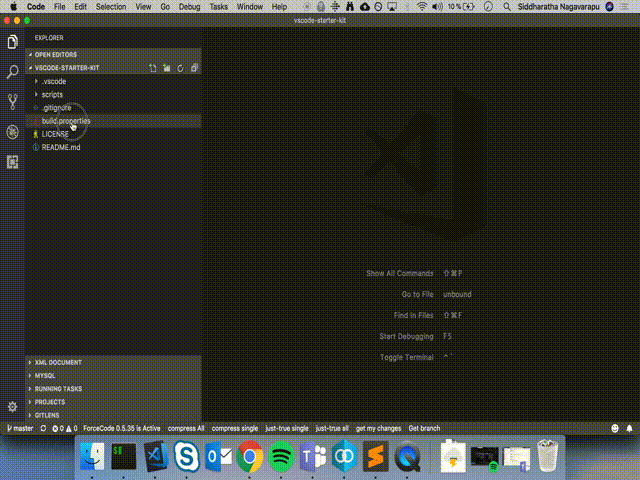 Code File Edit Selection View Go Debug Tasks Window Help 10 % Siddharatha Nagavarapu
vscode-starter-kit
EXPLORER
OPEN EDITORS
VSCODE-STARTER-KIT
.vscode
scripts
.gitignore
build.properties
LICENSE
README.md
Show All Commands ⇧⌘P
Go to File unbound
Find in Files ⇧⌘F
Start Debugging F5
Toggle Terminal ⌃`
XML DOCUMENT
MYSQL
RUNNING TASKS
PROJECTS
GITLENS
master 0 0 ForceCode 0.5.35 is Active compress All compress single just-true single just-true all get my changes Get branch